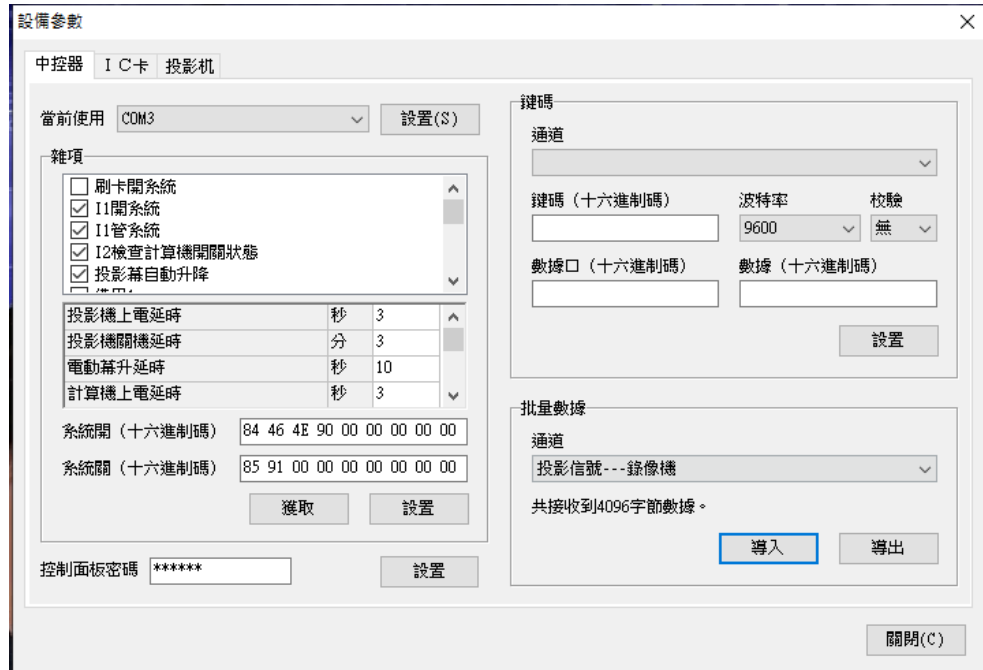 設備參數
中控器 ＩＣ卡 投影机
當前使用 COM3 設置(S)
雜項
刷卡開系統
I1開系統
I1管系統
I2檢查計算機開關狀態
投影幕自動升降
投影機上電延時 秒 3
投影機關機延時 分 3
電動幕升延時 秒 10
計算機上電延時 秒 3
系統開（十六進制碼） 84 46 4E 90 00 00 00 00 00
系統關（十六進制碼） 85 91 00 00 00 00 00 00 00
獲取 設置
控制面板密碼 ****** 設置
鍵碼
通道
鍵碼（十六進制碼） 波特率 校驗
9600 無
數據口（十六進制碼） 數據（十六進制碼）
設置
批量數據
通道
投影信號---錄像機
共接收到4096字節數據。
導入 導出
關閉(C)